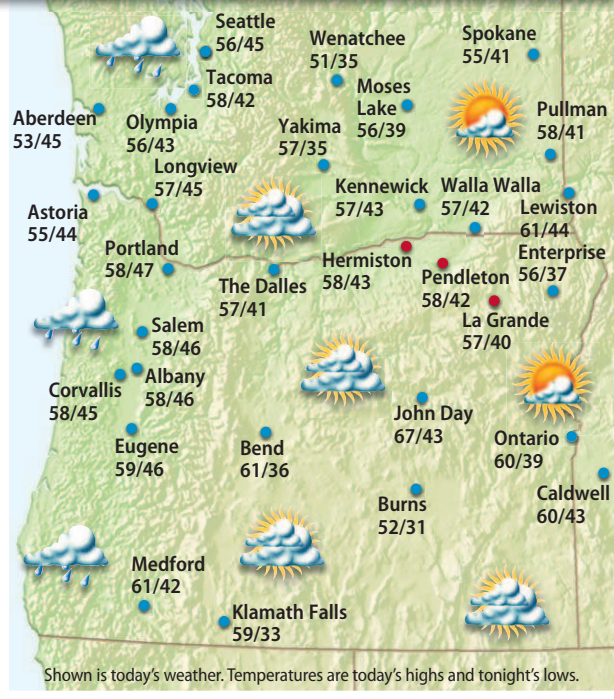 Seattle
56/45
Wenatchee
51/35
Spokane
55/41
Tacoma
58/42
Moses
Lake
56/39
Aberdeen
53/45
Olympia
56/43
Yakima
57/35
Pullman
58/41
Longview
57/45
Kennewick
57/43
Walla Walla
57/42
Lewiston
61/44
Astoria
55/44
Portland
58/47
The Dalles
57/41
Hermiston
58/43
Pendleton
58/42
Enterprise
56/37
La Grande
57/40
Salem
58/46
Corvallis
58/45
Albany
58/46
John Day
67/43
Eugene
59/46
Bend
61/36
Ontario
60/39
Burns
52/31
Caldwell
60/43
Medford
61/42
Klamath Falls
59/33
Shown is today's weather. Temperatures are today's highs and tonight's lows.